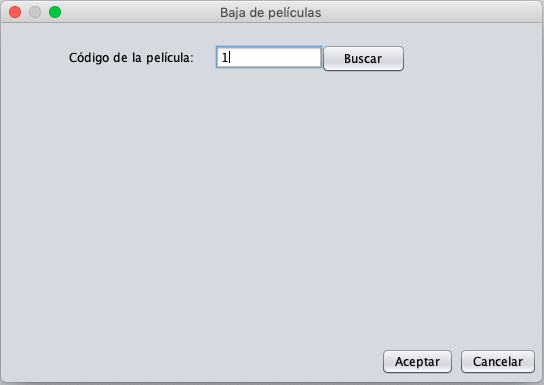 Baja de películas
Código de la película: 1 Buscar
Aceptar Cancelar